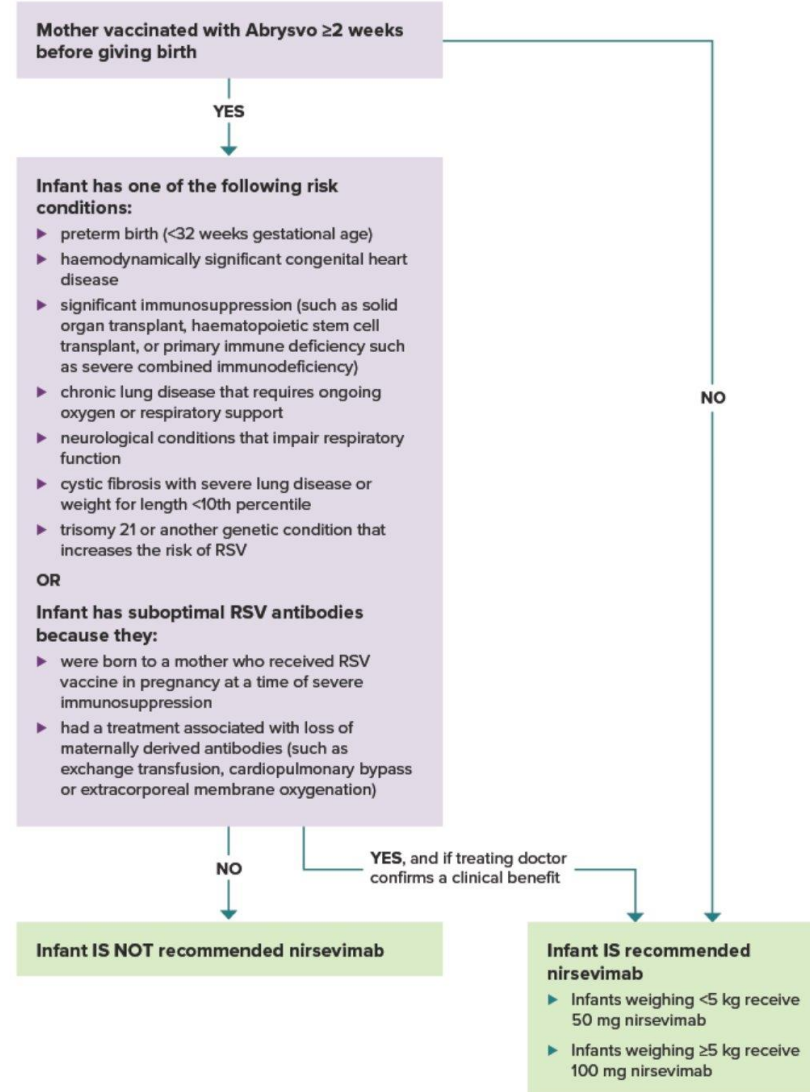 Mother vaccinated with Abrysvo ≥2 weeks
before giving birth
YES
Infant has one of the following risk
conditions:
▶ preterm birth (<32 weeks gestational age)
▶ haemodynamically significant congenital heart
disease
▶ significant immunosuppression (such as solid
organ transplant, haematopoietic stem cell
transplant, or primary immune deficiency such
as severe combined immunodeficiency)
▶ chronic lung disease that requires ongoing
oxygen or respiratory support
▶ neurological conditions that impair respiratory
function
▶ cystic fibrosis with severe lung disease or
weight for length <10th percentile
▶ trisomy 21 or another genetic condition that
increases the risk of RSV
OR
Infant has suboptimal RSV antibodies
because they:
▶ were born to a mother who received RSV
vaccine in pregnancy at a time of severe
immunosuppression
▶ had a treatment associated with loss of
maternally derived antibodies (such as
exchange transfusion, cardiopulmonary bypass
or extracorporeal membrane oxygenation)
NO
NO
YES, and if treating doctor
confirms a clinical benefit
Infant IS NOT recommended nirsevimab
Infant IS recommended
nirsevimab
▶ Infants weighing <5 kg receive
50 mg nirsevimab
▶ Infants weighing ≥5 kg receive
100 mg nirsevimab